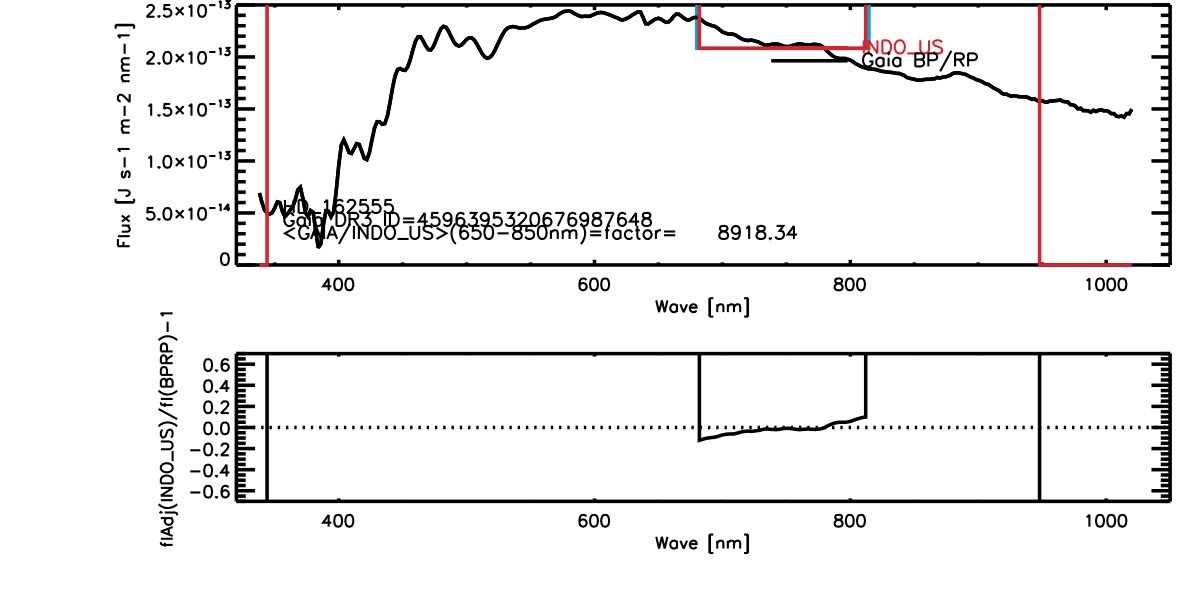 2.5×10−13
2.0×10−13
1.5×10−13
1.0×10−13
5.0×10−14
0
Flux [J s−1 m−2 nm−1]
INDO_US
Gaia BP/RP
HD 162555
Gaia DR3 ID=4596395320676987648
<GAIA/INDO_US>(650−850nm)=factor= 8918.34
400 600 800 1000
Wave [nm]
flAdj(INDO_US)/fl(BPRP)−1
0.6
0.4
0.2
0.0
−0.2
−0.4
−0.6
400 600 800 1000
Wave [nm]